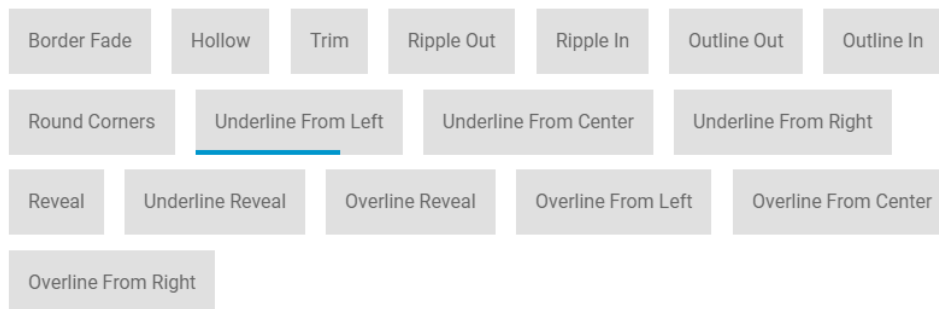 Border Fade Hollow Trim Ripple Out Ripple In Outline Out Outline In
Round Corners Underline From Left Underline From Center Underline From Right
Reveal Underline Reveal Overline Reveal Overline From Left Overline From Center
Overline From Right